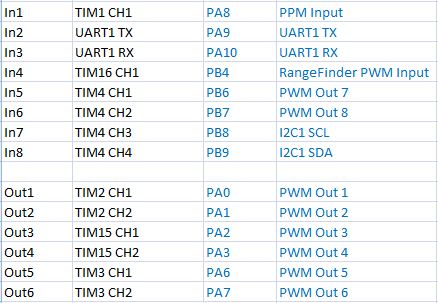 In1 TIM1 CH1 PA8 PPM Input
In2 UART1 TX PA9 UART1 TX
In3 UART1 RX PA10 UART1 RX
In4 TIM16 CH1 PB4 RangeFinder PWM Input
In5 TIM4 CH1 PB6 PWM Out 7
In6 TIM4 CH2 PB7 PWM Out 8
In7 TIM4 CH3 PB8 I2C1 SCL
In8 TIM4 CH4 PB9 I2C1 SDA
Out1 TIM2 CH1 PA0 PWM Out 1
Out2 TIM2 CH2 PA1 PWM Out 2
Out3 TIM15 CH1 PA2 PWM Out 3
Out4 TIM15 CH2 PA3 PWM Out 4
Out5 TIM3 CH1 PA6 PWM Out 5
Out6 TIM3 CH2 PA7 PWM Out 6